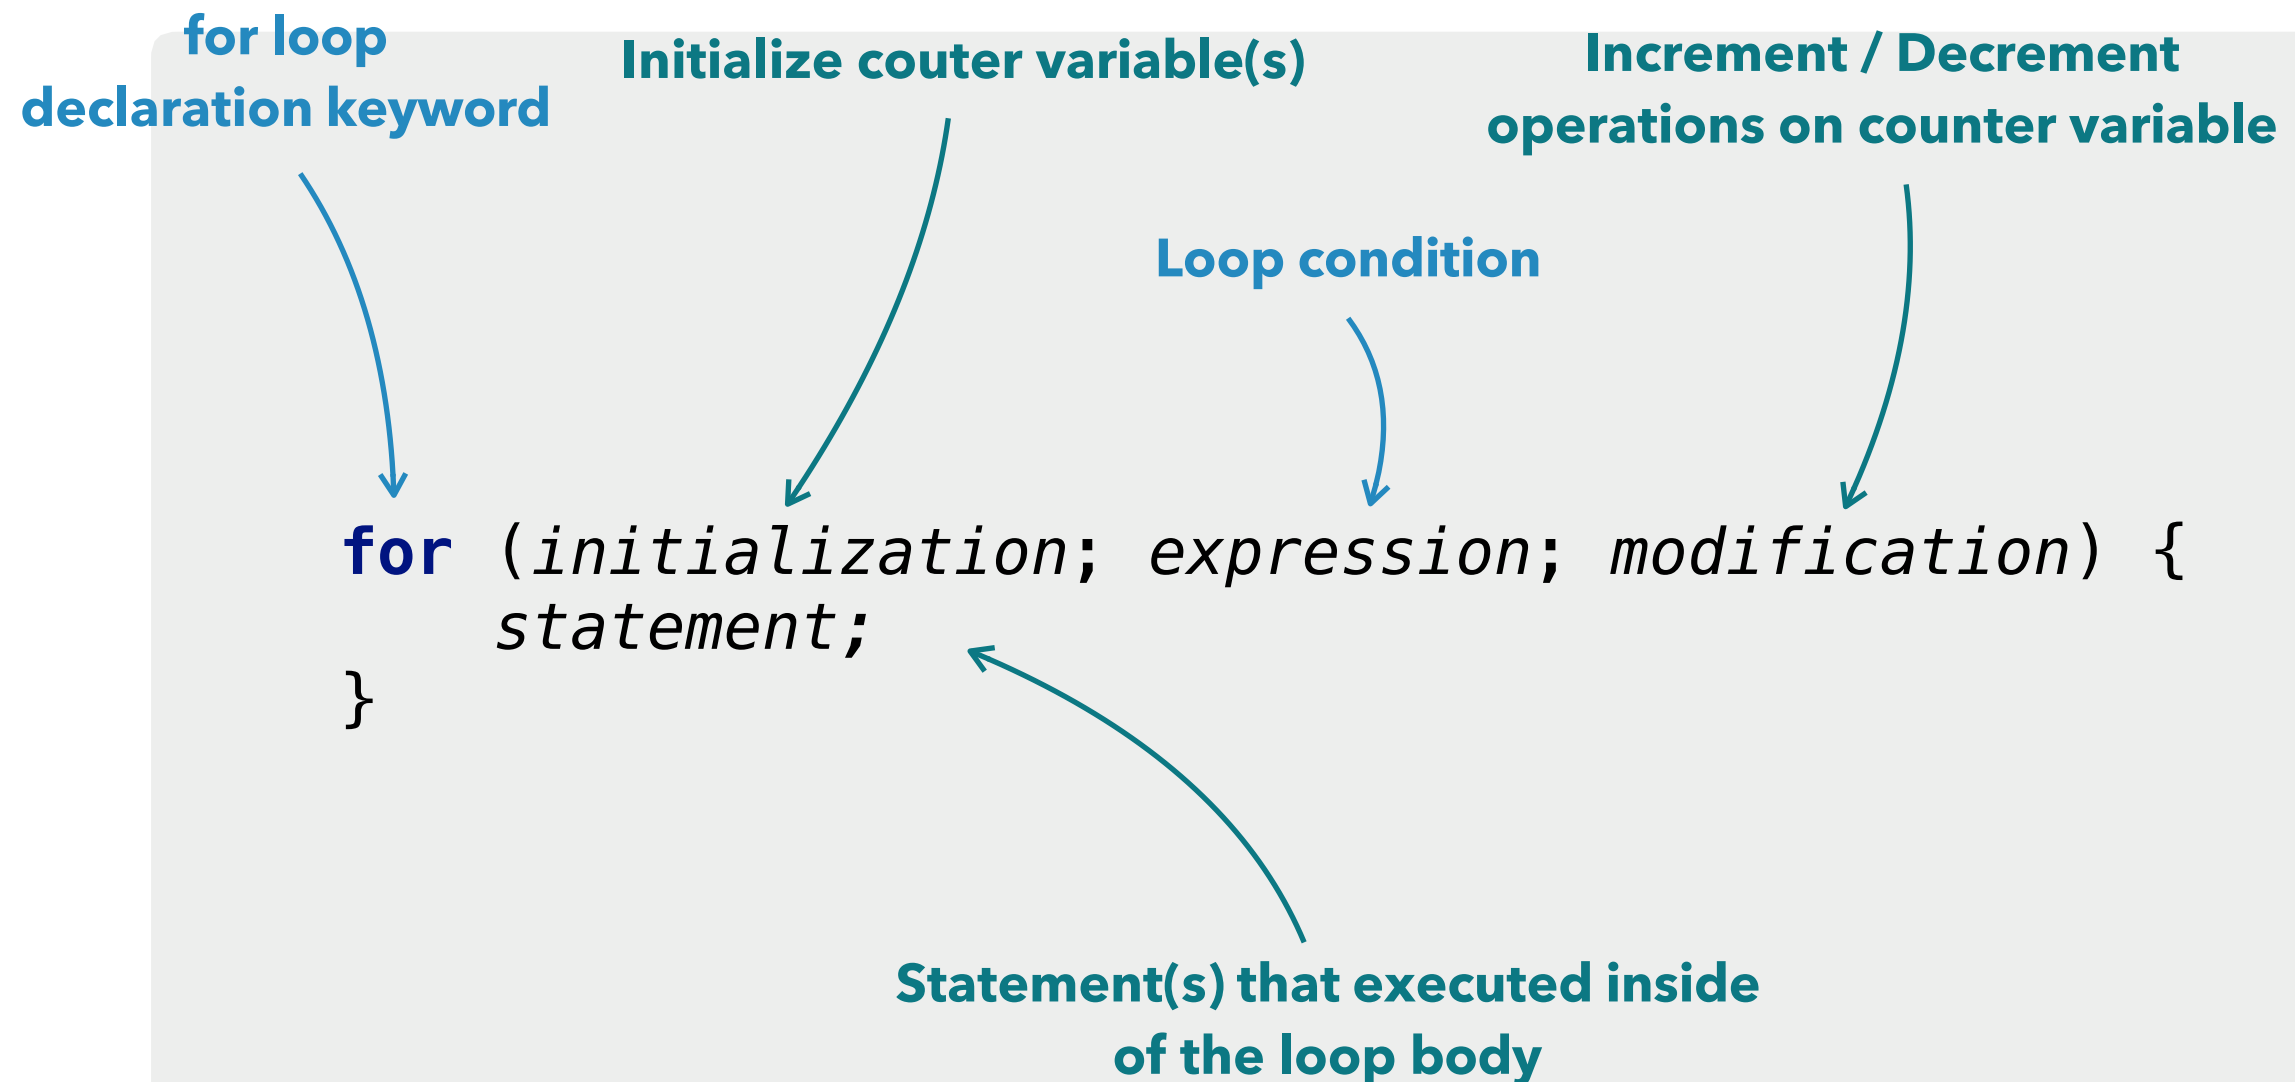 for loop
declaration keyword
Initialize couter variable(s)
Increment / Decrement
operations on counter variable
Loop condition
for (initialization; expression; modification) {
statement;
}
Statement(s) that executed inside
of the loop body